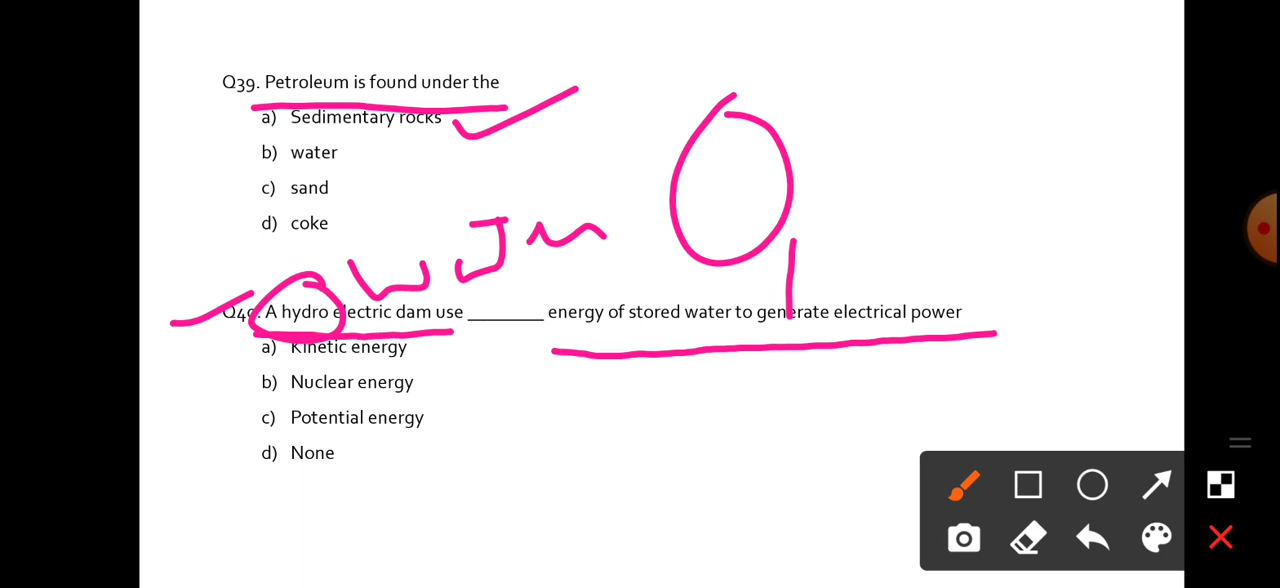 Q39. Petroleum is found under the
a) Sedimentary rocks
b) water
c) sand
d) coke
Q40. A hydro electric dam use ________ energy of stored water to generate electrical power
a) Kinetic energy
b) Nuclear energy
c) Potential energy
d) None